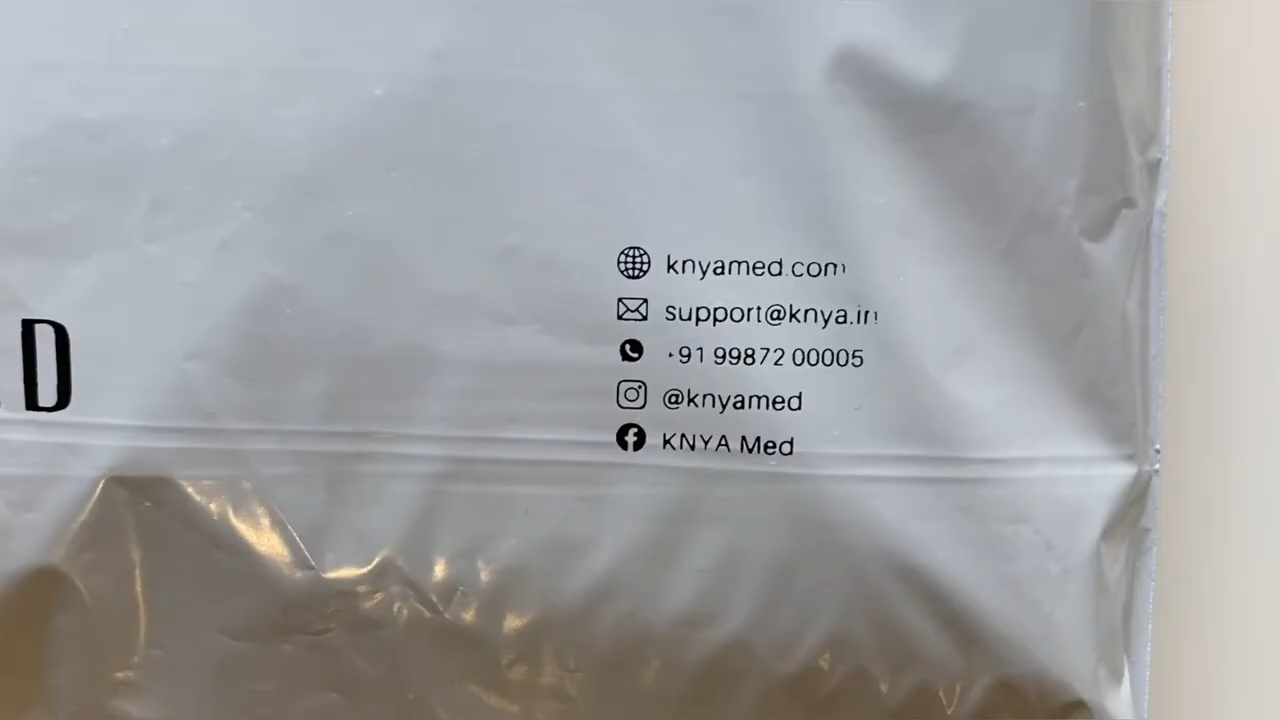 knyamed.com
support@knya.in
+91 99872 00005
@knyamed
KNYA Med
D